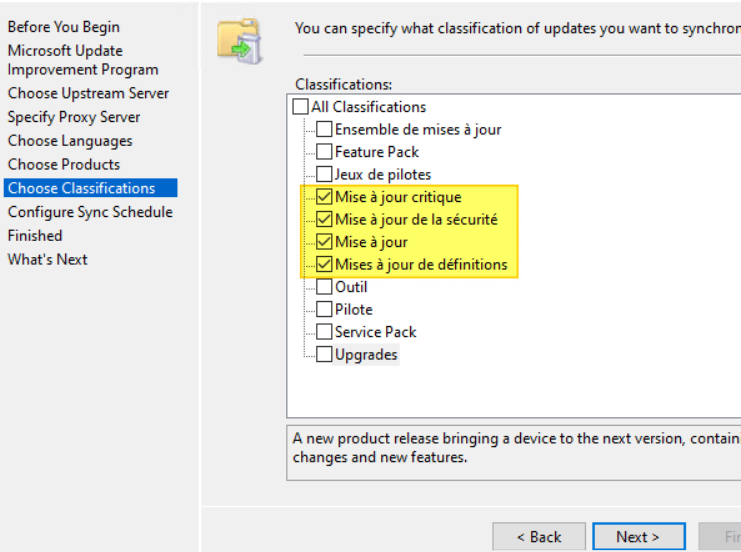 Before You Begin
Microsoft Update
Improvement Program
Choose Upstream Server
Specify Proxy Server
Choose Languages
Choose Products
Choose Classifications
Configure Sync Schedule
Finished
What's Next
You can specify what classification of updates you want to synchron
Classifications:
All Classifications
Ensemble de mises à jour
Feature Pack
Jeux de pilotes
Mise à jour critique
Mise à jour de la sécurité
Mise à jour
Mises à jour de définitions
Outil
Pilote
Service Pack
Upgrades
A new product release bringing a device to the next version, contain
changes and new features.
< Back
Next >
Fi